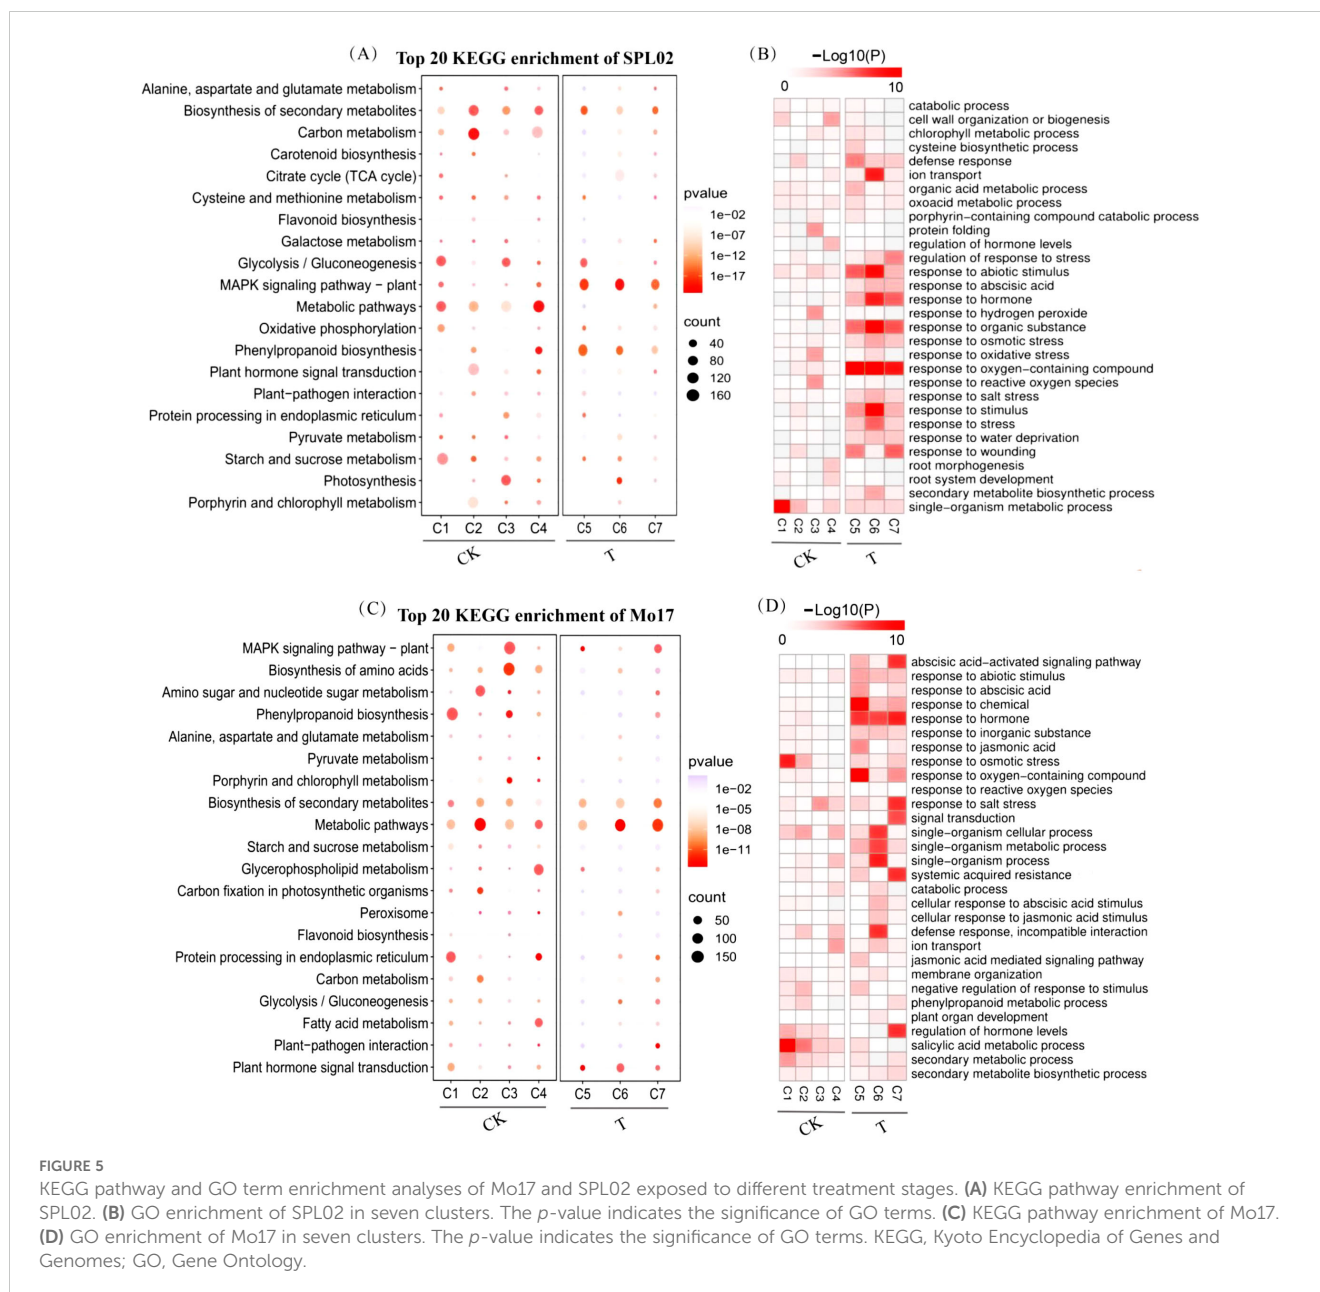 (A) Top 20 KEGG enrichment of SPL02
Alanine, aspartate and glutamate metabolism
Biosynthesis of secondary metabolites
Carbon metabolism
Carotenoid biosynthesis
Citrate cycle (TCA cycle)
Cysteine and methionine metabolism
Flavonoid biosynthesis
Galactose metabolism
Glycolysis / Gluconeogenesis
MAPK signaling pathway − plant
Metabolic pathways
Oxidative phosphorylation
Phenylpropanoid biosynthesis
Plant hormone signal transduction
Plant−pathogen interaction
Protein processing in endoplasmic reticulum
Pyruvate metabolism
Starch and sucrose metabolism
Photosynthesis
Porphyrin and chlorophyll metabolism
C1 C2 C3 C4 C5 C6 C7
CK T
pvalue
1e−02
1e−07
1e−12
1e−17
count
40
80
120
160
(B) −Log10(P)
0 10
catabolic process
cell wall organization or biogenesis
chlorophyll metabolic process
cysteine biosynthetic process
defense response
ion transport
organic acid metabolic process
oxoacid metabolic process
porphyrin−containing compound catabolic process
protein folding
regulation of hormone levels
regulation of response to stress
response to abiotic stimulus
response to abscisic acid
response to hormone
response to hydrogen peroxide
response to organic substance
response to osmotic stress
response to oxidative stress
response to oxygen−containing compound
response to reactive oxygen species
response to salt stress
response to stimulus
response to stress
response to water deprivation
response to wounding
root morphogenesis
root system development
secondary metabolite biosynthetic process
single−organism metabolic process
C1 C2 C3 C4 C5 C6 C7
CK T
(C) Top 20 KEGG enrichment of Mo17
MAPK signaling pathway − plant
Biosynthesis of amino acids
Amino sugar and nucleotide sugar metabolism
Phenylpropanoid biosynthesis
Alanine, aspartate and glutamate metabolism
Pyruvate metabolism
Porphyrin and chlorophyll metabolism
Biosynthesis of secondary metabolites
Metabolic pathways
Starch and sucrose metabolism
Glycerophospholipid metabolism
Carbon fixation in photosynthetic organisms
Peroxisome
Flavonoid biosynthesis
Protein processing in endoplasmic reticulum
Carbon metabolism
Glycolysis / Gluconeogenesis
Fatty acid metabolism
Plant−pathogen interaction
Plant hormone signal transduction
C1 C2 C3 C4 C5 C6 C7
CK T
pvalue
1e−02
1e−05
1e−08
1e−11
count
50
100
150
(D) −Log10(P)
0 10
abscisic acid−activated signaling pathway
response to abiotic stimulus
response to abscisic acid
response to chemical
response to hormone
response to inorganic substance
response to jasmonic acid
response to osmotic stress
response to oxygen−containing compound
response to reactive oxygen species
response to salt stress
signal transduction
single−organism cellular process
single−organism metabolic process
single−organism process
systemic acquired resistance
catabolic process
cellular response to abscisic acid stimulus
cellular response to jasmonic acid stimulus
defense response, incompatible interaction
ion transport
jasmonic acid mediated signaling pathway
membrane organization
negative regulation of response to stimulus
phenylpropanoid metabolic process
plant organ development
regulation of hormone levels
salicylic acid metabolic process
secondary metabolic process
secondary metabolite biosynthetic process
C1 C2 C3 C4 C5 C6 C7
CK T
FIGURE 5
KEGG pathway and GO term enrichment analyses of Mo17 and SPL02 exposed to different treatment stages. (A) KEGG pathway enrichment of
SPL02. (B) GO enrichment of SPL02 in seven clusters. The p-value indicates the significance of GO terms. (C) KEGG pathway enrichment of Mo17.
(D) GO enrichment of Mo17 in seven clusters. The p-value indicates the significance of GO terms. KEGG, Kyoto Encyclopedia of Genes and
Genomes; GO, Gene Ontology.